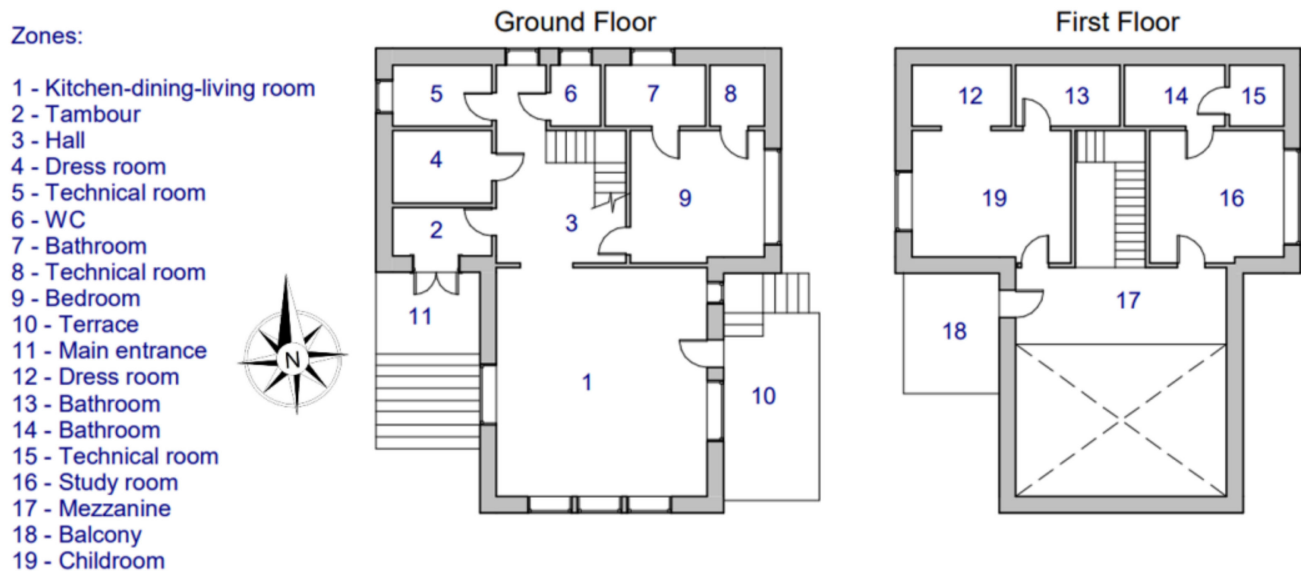 Zones:
1 - Kitchen-dining-living room
2 - Tambour
3 - Hall
4 - Dress room
5 - Technical room
6 - WC
7 - Bathroom
8 - Technical room
9 - Bedroom
10 - Terrace
11 - Main entrance
12 - Dress room
13 - Bathroom
14 - Bathroom
15 - Technical room
16 - Study room
17 - Mezzanine
18 - Balcony
19 - Childroom
N
Ground Floor
5
6
7
8
4
9
2
3
11
1
10
First Floor
12
13
14
15
19
16
17
18